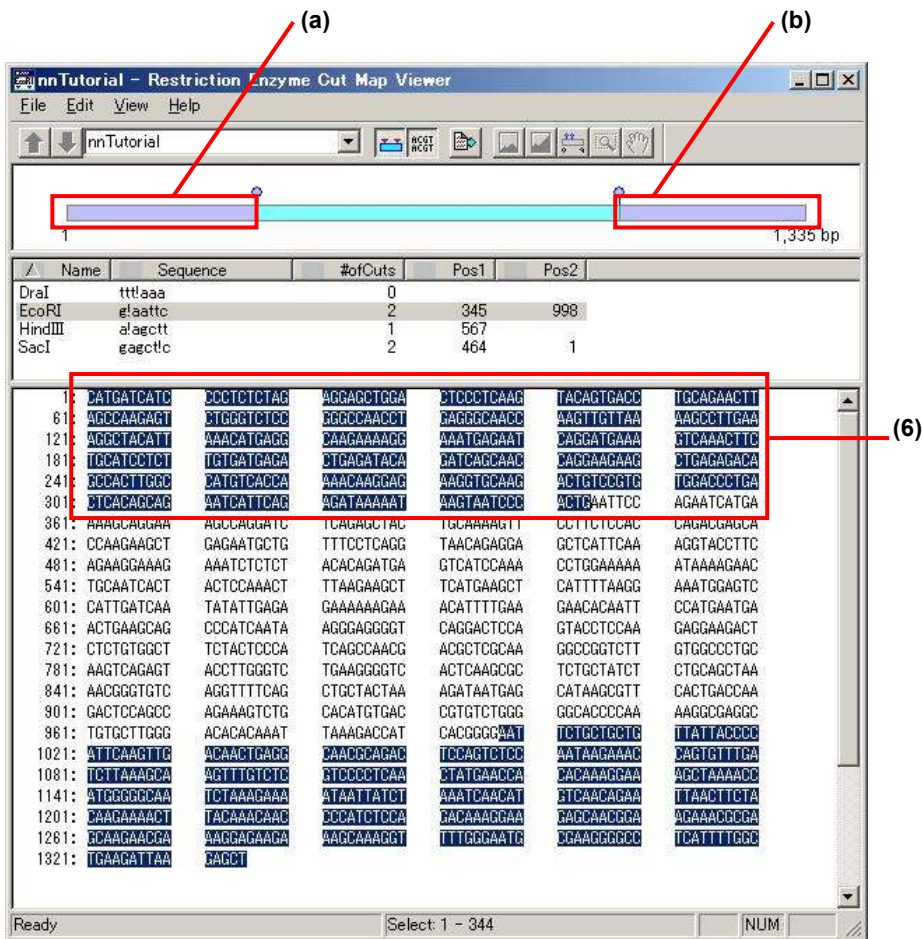 (a) (b)
nnTutorial - Restriction Enzyme Cut Map Viewer
File Edit View Help
nnTutorial ACGT ACGT
1 1,335 bp
/ Name Sequence #ofCuts Pos1 Pos2
DraI ttt!aaa 0
EcoRI g!aattc 2 345 998
HindⅢ a!agctt 1 567
SacI gagct!c 2 464 1
(6)
1: CATGATCATC CCCTCTCTAG AGGAGCTGGA CTCCCTCAAG TACAGTGACC TGCAGAACTT
61: AGCCAAGAGT CTGGGTCTCC GGGCCAACCT GAGGGCAACC AAGTTGTTAA AAGCCTTGAA
121: AGGCTACATT AAACATGAGG CAAGAAAAGG AAATGAGAAT CAGGATGAAA GTCAAACTTC
181: TGCATCCTCT TGTGATGAGA CTGAGATACA GATCAGCAAC CAGGAAGAAG CTGAGAGACA
241: GCCACTTGGC CATGTCACCA AAACAAGGAG AAGGTGCAAG ACTGTCCGTG TGGACCCTGA
301: CTCACAGCAG AATCATTCAG AGATAAAAAT AAGTAATCCC ACTGAATTCC AGAATCATGA
361: AAAGCAGGAA AGCCAGGATC TCAGAGCTAC TGCAAAAGTT CCTTCTCCAC CAGACGAGCA
421: CCAAGAAGCT GAGAATGCTG TTTCCTCAGG TAACAGAGGA GCTCATTCAA AGGTACCTTC
481: AGAAGGAAAG AAATCTCTCT ACACAGATGA GTCATCCAAA CCTGGAAAAA ATAAAAGAAC
541: TGCAATCACT ACTCCAAACT TTAAGAAGCT TCATGAAGCT CATTTTAAGG AAATGGAGTC
601: CATTGATCAA TATATTGAGA GAAAAAAGAA ACATTTTGAA GAACACAATT CCATGAATGA
661: ACTGAAGCAG CCCATCAATA AGGGAGGGGT CAGGACTCCA GTACCTCCAA GAGGAAGACT
721: CTCTGTGGCT TCTACTCCCA TCAGCCAACG ACGCTCGCAA GGCCGGTCTT GTGGCCCTGC
781: AAGTCAGAGT ACCTTGGGTC TGAAGGGGTC ACTCAAGCGC TCTGCTATCT CTGCAGCTAA
841: AACGGGTGTC AGGTTTTCAG CTGCTACTAA AGATAATGAG CATAAGCGTT CACTGACCAA
901: GACTCCAGCC AGAAAGTCTG CACATGTGAC CGTGTCTGGG GGCACCCCAA AAGGCGAGGC
961: TGTGCTTGGG ACACACAAAT TAAAGACCAT CACGGGGAAT TCTGCTGCTG TTATTACCCC
1021: ATTCAAGTTG ACAACTGAGG CAACGCAGAC TCCAGTCTCC AATAAGAAAC CAGTGTTTGA
1081: TCTTAAAGCA AGTTTGTCTC GTCCCCTCAA CTATGAACCA CACAAAGGAA AGCTAAAACC
1141: ATGGGGGCAA TCTAAAGAAA ATAATTATCT AAATCAACAT GTCAACAGAA TTAACTTCTA
1201: CAAGAAAACT TACAAACAAC CCCATCTCCA GACAAAGGAA GAGCAACGGA AGAAACGCGA
1261: GCAAGAACGA AAGGAGAAGA AAGCAAAGGT TTTGGGAATG CGAAGGGGCC TCATTTTGGC
1321: TGAAGATTAA GAGCT
Ready Select: 1 - 344 NUM